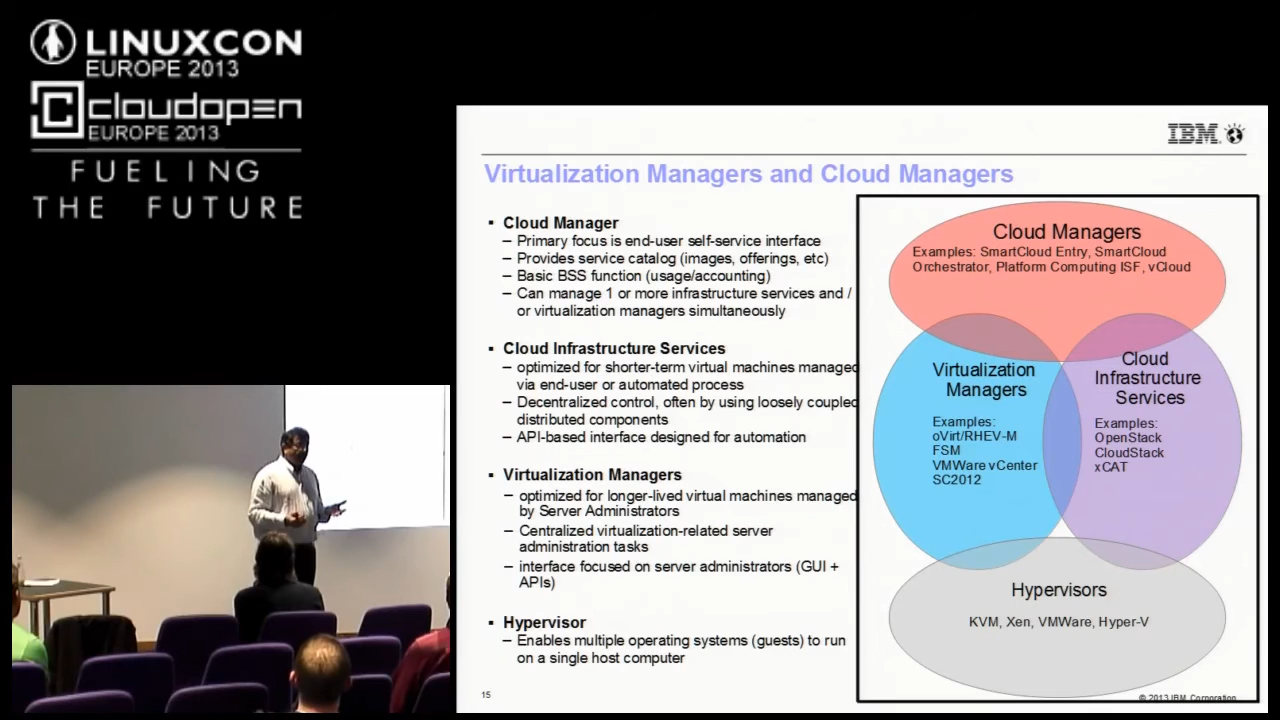 LINUXCON
EUROPE 2013
cloudopen
EUROPE 2013
FUELING
THE FUTURE
IBM.
Virtualization Managers and Cloud Managers
▪ Cloud Manager
– Primary focus is end-user self-service interface
– Provides service catalog (images, offerings, etc)
– Basic BSS function (usage/accounting)
– Can manage 1 or more infrastructure services and /
or virtualization managers simultaneously
▪ Cloud Infrastructure Services
– optimized for shorter-term virtual machines managed
via end-user or automated process
– Decentralized control, often by using loosely coupled
distributed components
– API-based interface designed for automation
▪ Virtualization Managers
– optimized for longer-lived virtual machines managed
by Server Administrators
– Centralized virtualization-related server
administration tasks
– interface focused on server administrators (GUI +
APIs)
▪ Hypervisor
– Enables multiple operating systems (guests) to run
on a single host computer
Cloud Managers
Examples: SmartCloud Entry, SmartCloud
Orchestrator, Platform Computing ISF, vCloud
Virtualization
Managers
Examples:
oVirt/RHEV-M
FSM
VMWare vCenter
SC2012
Cloud
Infrastructure
Services
Examples:
OpenStack
CloudStack
xCAT
Hypervisors
KVM, Xen, VMWare, Hyper-V
15
© 2013 IBM Corporation